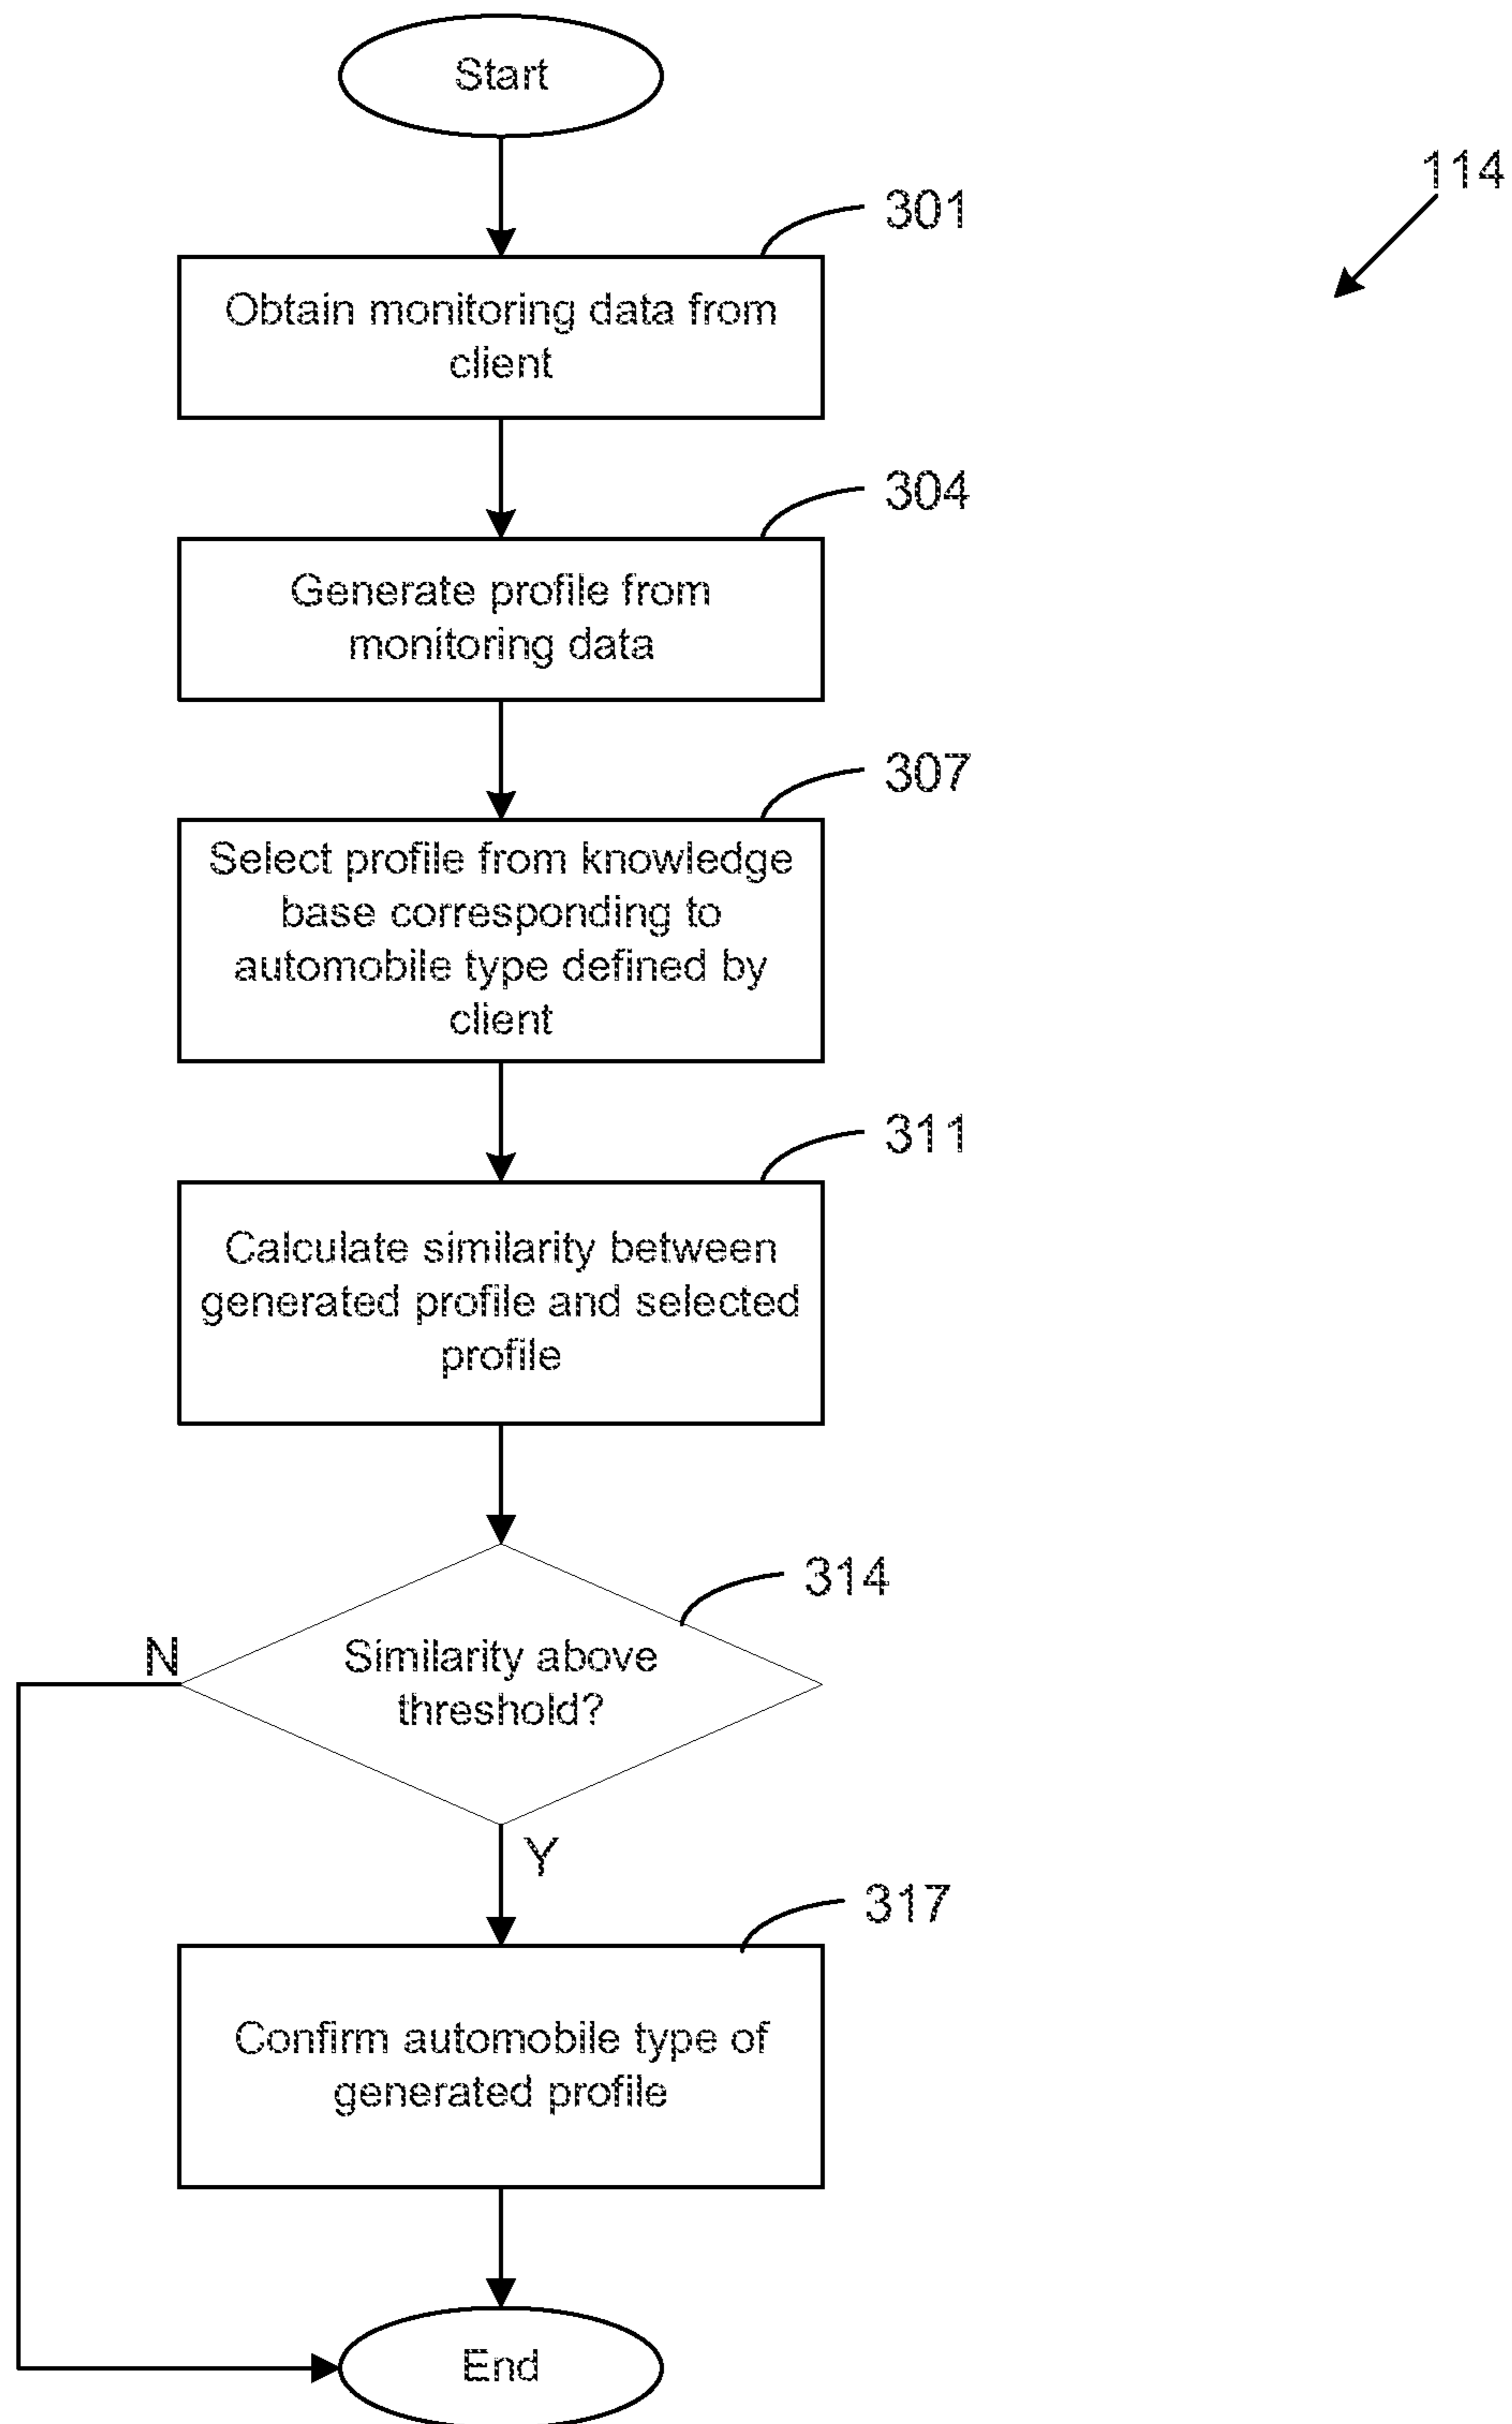 Start
114
301
Obtain monitoring data from
client
304
Generate profile from
monitoring data
307
Select profile from knowledge
base corresponding to
automobile type defined by
client
311
Calculate similarity between
generated profile and selected
profile
314
N
Similarity above
threshold?
Y
317
Confirm automobile type of
generated profile
End